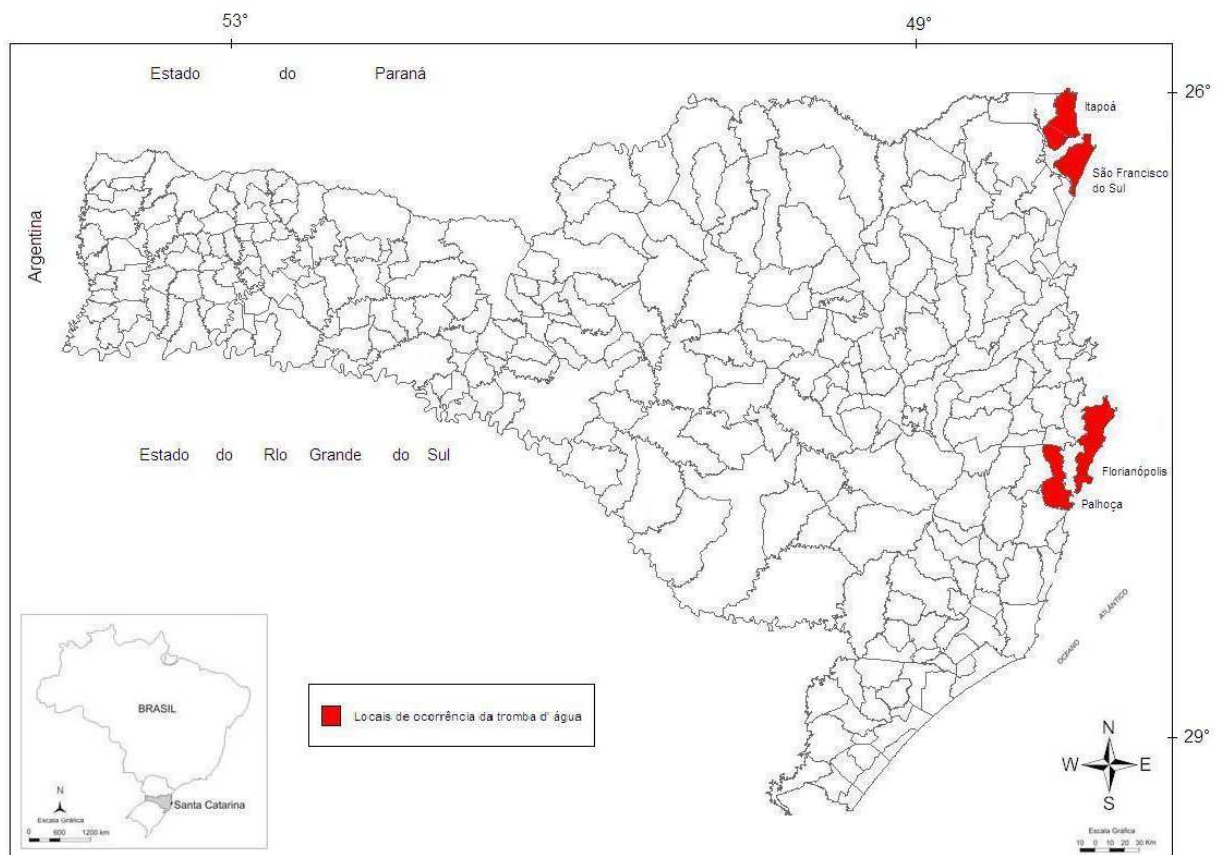 53°
49°
Estado do Paraná
26°
Itapoá
São Francisco
do Sul
Argentina
Estado do RIo Grande do Sul
Florianópolis
Palhoça
OCEANO ATLÂNTICO
BRASIL
N
Santa Catarina
Escala Gráfica
0 600 1200 km
Locais de ocorrência da tromba d' água
N
W E
S
29°
Escala Gráfica
10 0 10 20 30 Km